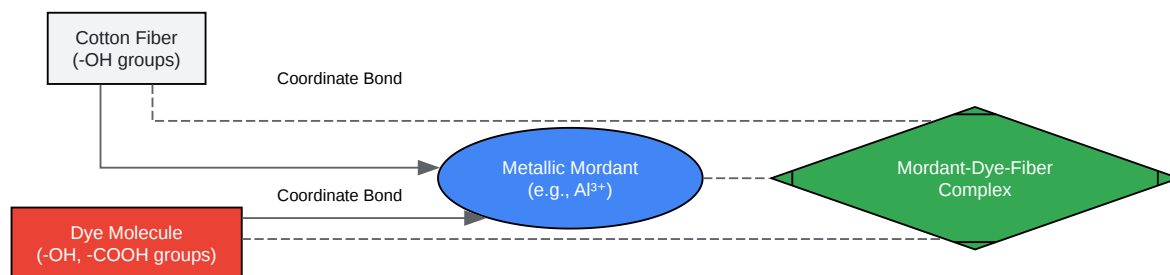 Cotton Fiber
(-OH groups)
Coordinate Bond
Metallic Mordant
(e.g., Al³⁺)
Mordant-Dye-Fiber
Complex
Coordinate Bond
Dye Molecule
(-OH, -COOH groups)